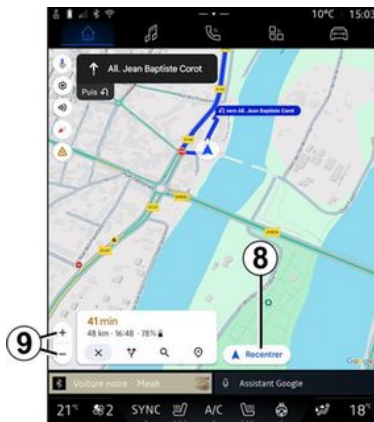 10°C 15:03
All. Jean Baptiste Corot
Puis
vers All. Jean Baptiste Corot
8
41 min
48 km · 16:48 · 78%
9
+
−
Recentrer
Google
Voiture noire · Meak
Assistant Google
21°C 2 SYNC A/C 18°C